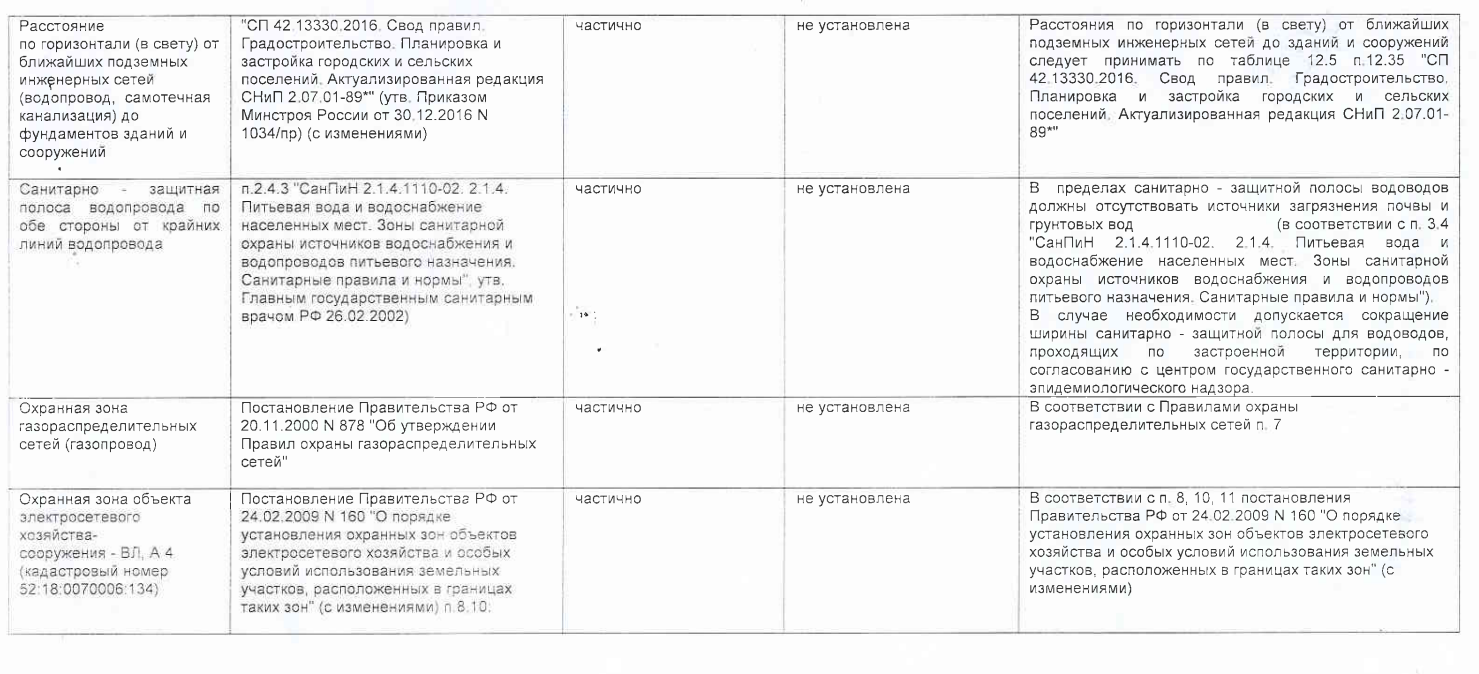 Расстояние
по горизонтали (в свету) от
ближайших подземных
инженерных сетей
(водопровод, самотечная
канализация) до
фундаментов зданий и
сооружений
"СП 42.13330.2016. Свод правил.
Градостроительство. Планировка и
застройка городских и сельских
поселений. Актуализированная редакция
СНиП 2.07.01-89*" (утв. Приказом
Минстроя России от 30.12.2016 N
1034/пр) (с изменениями)
частично
не установлена
Расстояния по горизонтали (в свету) от ближайших
подземных инженерных сетей до зданий и сооружений
следует принимать по таблице 12.5 п.12.35 "СП
42.13330.2016. Свод правил. Градостроительство.
Планировка и застройка городских и сельских
поселений. Актуализированная редакция СНиП 2.07.01-
89*"
Санитарно - защитная
полоса водопровода по
обе стороны от крайних
линий водопровода
п.2.4.3 "СанПиН 2.1.4.1110-02. 2.1.4.
Питьевая вода и водоснабжение
населенных мест. Зоны санитарной
охраны источников водоснабжения и
водопроводов питьевого назначения.
Санитарные правила и нормы", утв.
Главным государственным санитарным
врачом РФ 26.02.2002)
частично
не установлена
В пределах санитарно - защитной полосы водоводов
должны отсутствовать источники загрязнения почвы и
грунтовых вод (в соответствии с п. 3.4
"СанПиН 2.1.4.1110-02. 2.1.4. Питьевая вода и
водоснабжение населенных мест. Зоны санитарной
охраны источников водоснабжения и водопроводов
питьевого назначения. Санитарные правила и нормы").
В случае необходимости допускается сокращение
ширины санитарно - защитной полосы для водоводов,
проходящих по застроенной территории, по
согласованию с центром государственного санитарно -
эпидемиологического надзора.
Охранная зона
газораспределительных
сетей (газопровод)
Постановление Правительства РФ от
20.11.2000 N 878 "Об утверждении
Правил охраны газораспределительных
сетей"
частично
не установлена
В соответствии с Правилами охраны
газораспределительных сетей п. 7
Охранная зона объекта
электросетевого
хозяйства-
сооружения - ВЛ, А 4
(кадастровый номер
52:18:0070006:134)
Постановление Правительства РФ от
24.02.2009 N 160 "О порядке
установления охранных зон объектов
электросетевого хозяйства и особых
условий использования земельных
участков, расположенных в границах
таких зон" (с изменениями) п.8,10;
частично
не установлена
В соответствии с п. 8, 10, 11 постановления
Правительства РФ от 24.02.2009 N 160 "О порядке
установления охранных зон объектов электросетевого
хозяйства и особых условий использования земельных
участков, расположенных в границах таких зон" (с
изменениями)